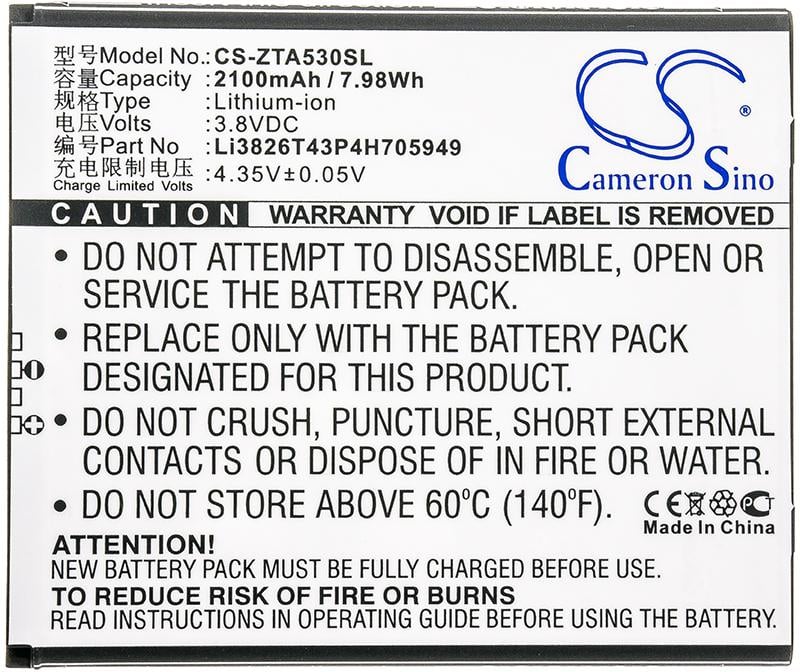 型号Model No.: CS-ZTA530SL
容量Capacity: 2100mAh / 7.98Wh
规格Type: Lithium-ion
电压Volts: 3.8VDC
编号Part No : Li3826T43P4H705949
充电限制电压: 4.35V±0.05V
Charge Limited Volts
CS
®
Cameron Sino
CAUTION WARRANTY VOID IF LABEL IS REMOVED
• DO NOT ATTEMPT TO DISASSEMBLE, OPEN OR
SERVICE THE BATTERY PACK.
• REPLACE ONLY WITH THE BATTERY PACK
DESIGNATED FOR THIS PRODUCT.
• DO NOT CRUSH, PUNCTURE, SHORT EXTERNAL
CONTACTS OR DISPOSE OF IN FIRE OR WATER.
• DO NOT STORE ABOVE 60°C (140°F).
CE PCT
Made In China
ATTENTION!
NEW BATTERY PACK MUST BE FULLY CHARGED BEFORE USE.
TO REDUCE RISK OF FIRE OR BURNS
READ INSTRUCTIONS BEFORE OPERATING THE BATTERY.